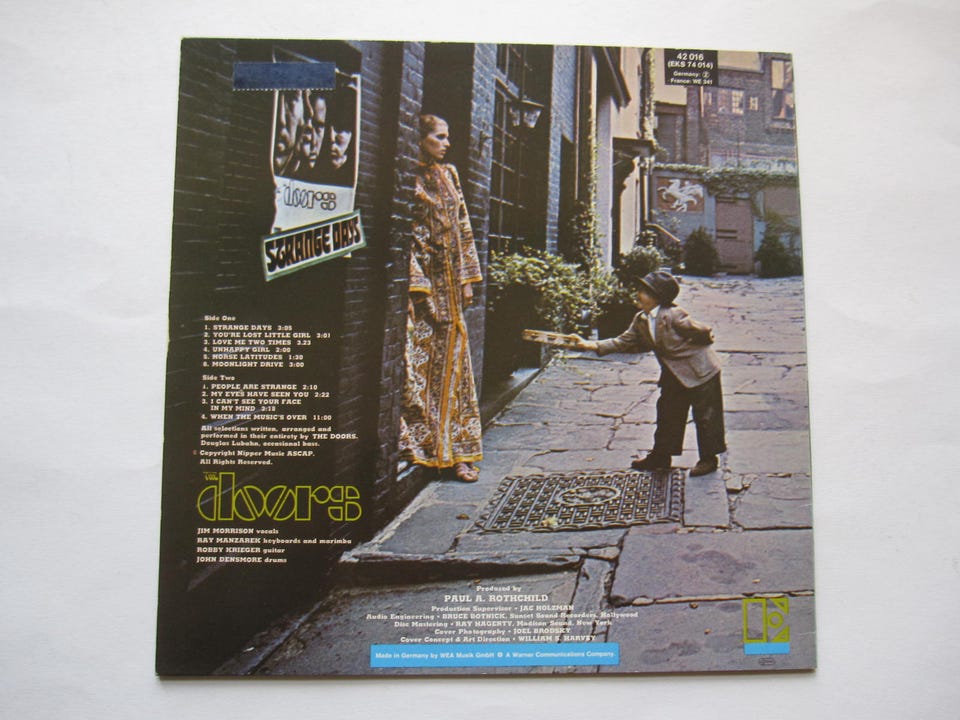 42 016
(EKS 74 014)
Germany: Ⓩ
France: WE 341
doors
STRANGE DAYS
Side One
1. STRANGE DAYS 3:05
2. YOU'RE LOST LITTLE GIRL 3:01
3. LOVE ME TWO TIMES 3.23
4. UNHAPPY GIRL 2:00
5. HORSE LATITUDES 1:30
6. MOONLIGHT DRIVE 3:00
Side Two
1. PEOPLE ARE STRANGE 2:10
2. MY EYES HAVE SEEN YOU 2:22
3. I CAN'T SEE YOUR FACE
IN MY MIND 3:18
4. WHEN THE MUSIC'S OVER 11:00
All selections written, arranged and
performed in their entirety by THE DOORS.
Douglas Lubahn, occasional bass.
Copyright Nipper Music ASCAP.
All Rights Reserved.
THE
doors
JIM MORRISON vocals
RAY MANZAREK keyboards and marimba
ROBBY KRIEGER guitar
JOHN DENSMORE drums
Produced by
PAUL A. ROTHCHILD
Production Supervisor • JAC HOLZMAN
Audio Engineering • BRUCE BOTNICK, Sunset Sound Recorders, Hollywood
Disc Mastering • RAY HAGERTY, Madison Sound, New York
Cover Photography • JOEL BRODSKY
Cover Concept & Art Direction • WILLIAM S. HARVEY
Made in Germany by WEA Musik GmbH A Warner Communications Company.